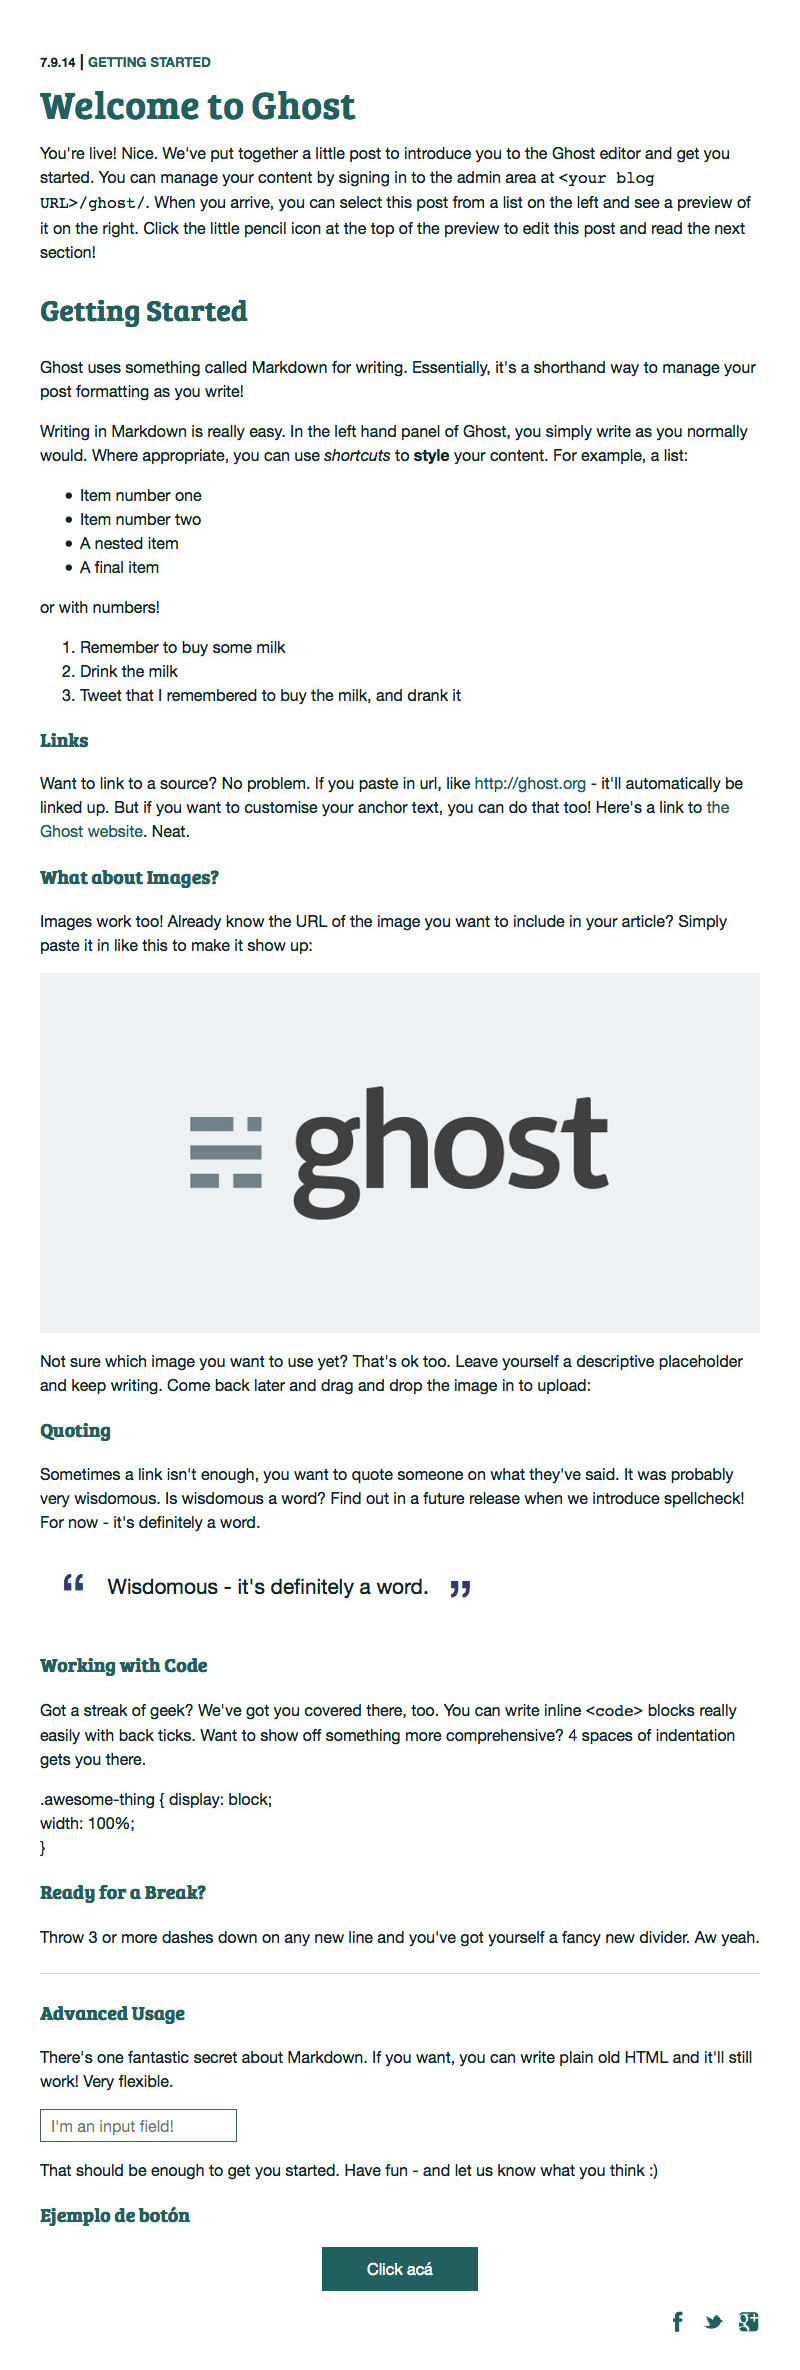 7.9.14 | GETTING STARTED
Welcome to Ghost
You're live! Nice. We've put together a little post to introduce you to the Ghost editor and get you
started. You can manage your content by signing in to the admin area at <your blog
URL>/ghost/. When you arrive, you can select this post from a list on the left and see a preview of
it on the right. Click the little pencil icon at the top of the preview to edit this post and read the next
section!
Getting Started
Ghost uses something called Markdown for writing. Essentially, it's a shorthand way to manage your
post formatting as you write!
Writing in Markdown is really easy. In the left hand panel of Ghost, you simply write as you normally
would. Where appropriate, you can use shortcuts to style your content. For example, a list:
• Item number one
• Item number two
• A nested item
• A final item
or with numbers!
1. Remember to buy some milk
2. Drink the milk
3. Tweet that I remembered to buy the milk, and drank it
Links
Want to link to a source? No problem. If you paste in url, like http://ghost.org - it'll automatically be
linked up. But if you want to customise your anchor text, you can do that too! Here's a link to the
Ghost website. Neat.
What about Images?
Images work too! Already know the URL of the image you want to include in your article? Simply
paste it in like this to make it show up:
ghost
Not sure which image you want to use yet? That's ok too. Leave yourself a descriptive placeholder
and keep writing. Come back later and drag and drop the image in to upload:
Quoting
Sometimes a link isn't enough, you want to quote someone on what they've said. It was probably
very wisdomous. Is wisdomous a word? Find out in a future release when we introduce spellcheck!
For now - it's definitely a word.
“ Wisdomous - it's definitely a word. ”
Working with Code
Got a streak of geek? We've got you covered there, too. You can write inline <code> blocks really
easily with back ticks. Want to show off something more comprehensive? 4 spaces of indentation
gets you there.
.awesome-thing { display: block;
width: 100%;
}
Ready for a Break?
Throw 3 or more dashes down on any new line and you've got yourself a fancy new divider. Aw yeah.
Advanced Usage
There's one fantastic secret about Markdown. If you want, you can write plain old HTML and it'll still
work! Very flexible.
I'm an input field!
That should be enough to get you started. Have fun - and let us know what you think :)
Ejemplo de botón
Click acá